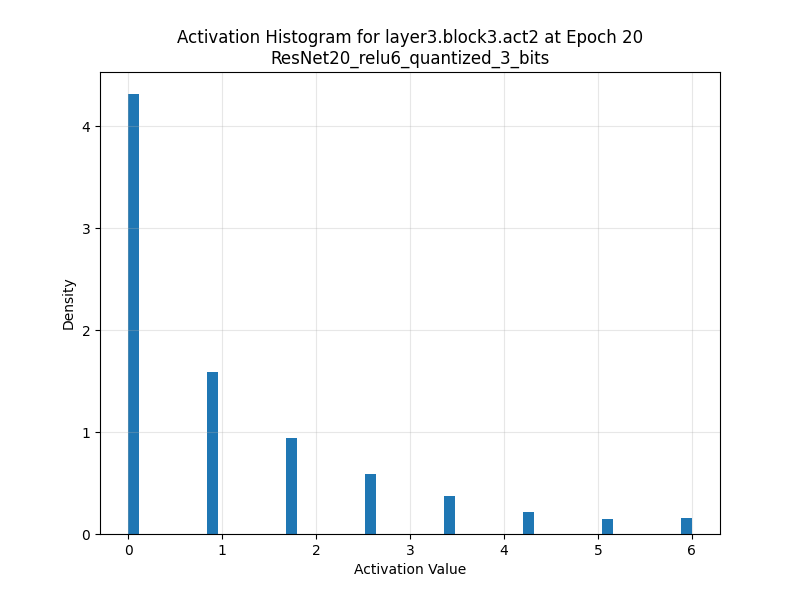 Activation Histogram for layer3.block3.act2 at Epoch 20
ResNet20_relu6_quantized_3_bits
Density
4
3
2
1
0
0 1 2 3 4 5 6
Activation Value